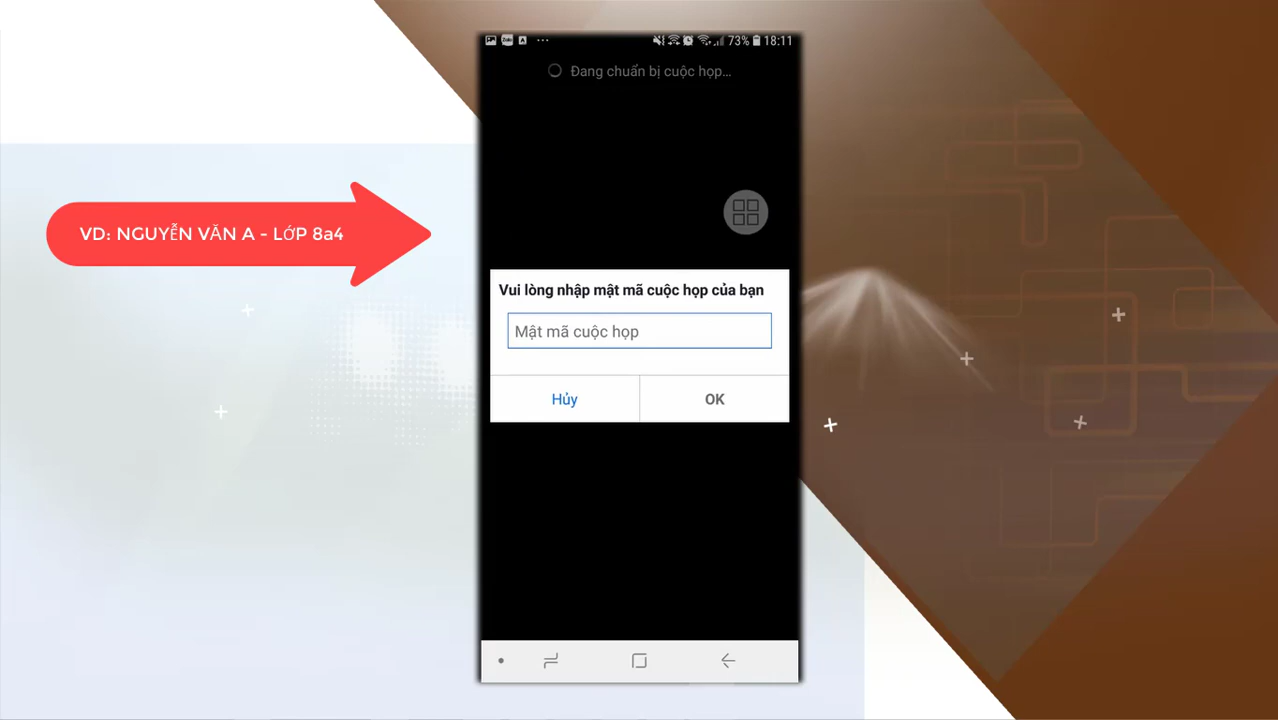 73% 18:11
Đang chuẩn bị cuộc họp...
VD: NGUYỄN VĂN A - LỚP 8a4
Vui lòng nhập mật mã cuộc họp của bạn
Mật mã cuộc họp
Hủy OK